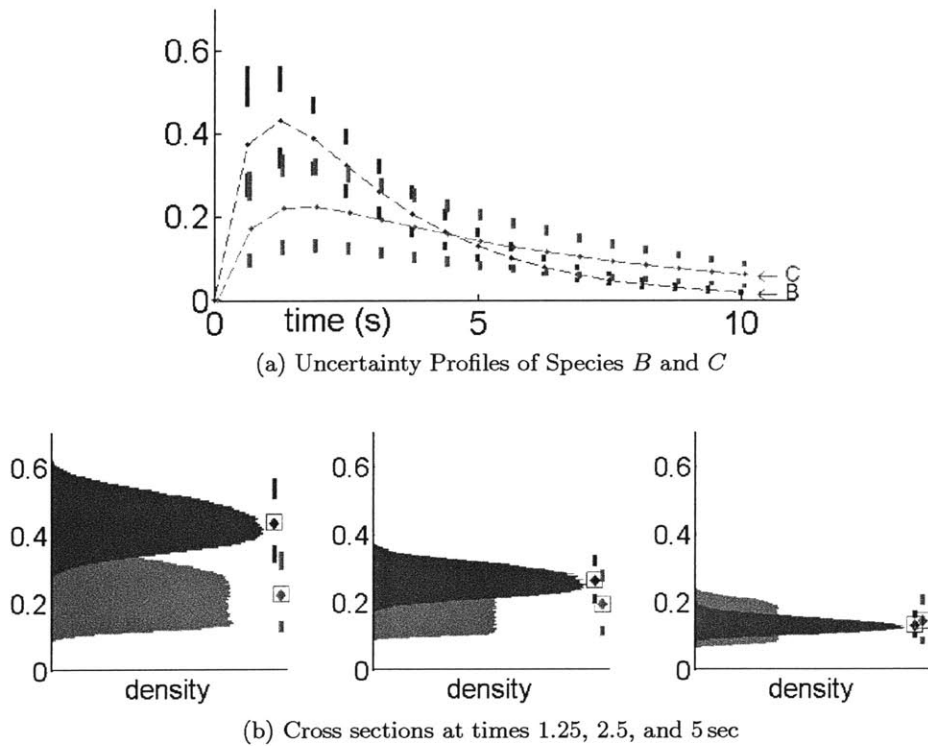 0.6
0.4
0.2
0
0 time (s) 5 10
←C
←B
(a) Uncertainty Profiles of Species B and C
0.6
0.4
0.2
0
density
0.6
0.4
0.2
0
density
0.6
0.4
0.2
0
density
(b) Cross sections at times 1.25, 2.5, and 5 sec